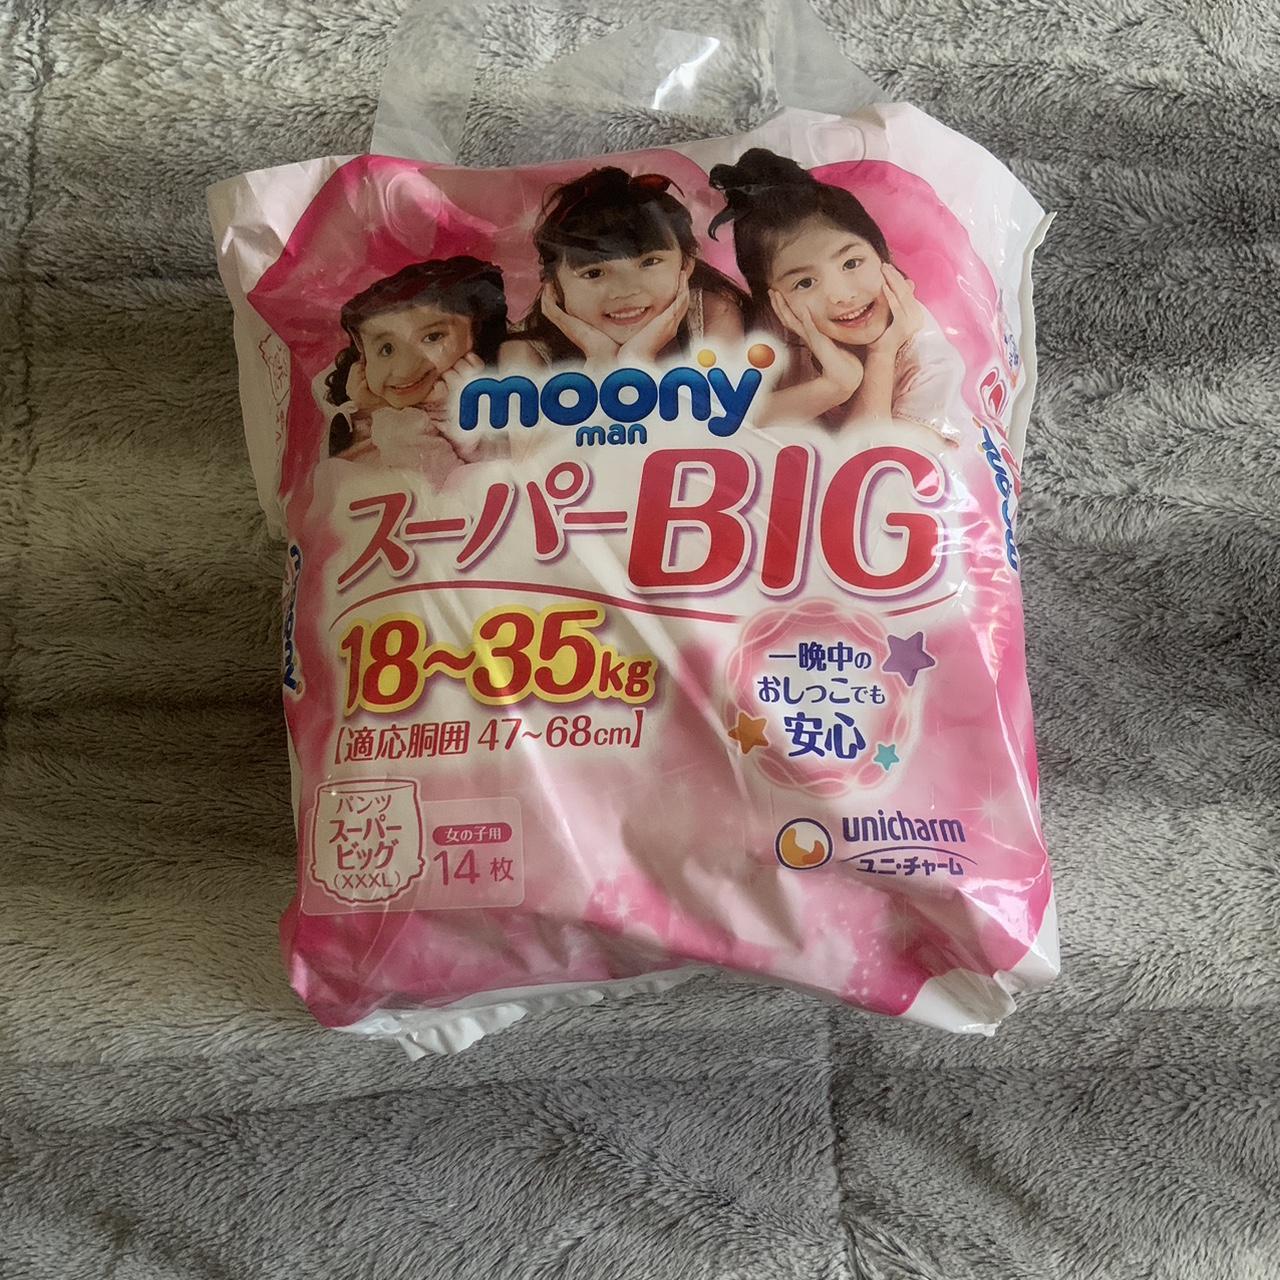 moony
man
スーパーBIG
18~35kg
【適応胴囲 47~68cm】
一晩中の
おしっこでも
安心
パンツ
スーパー
ビッグ
(XXXL)
女の子用
14枚
unicharm
ユニ・チャーム
moony